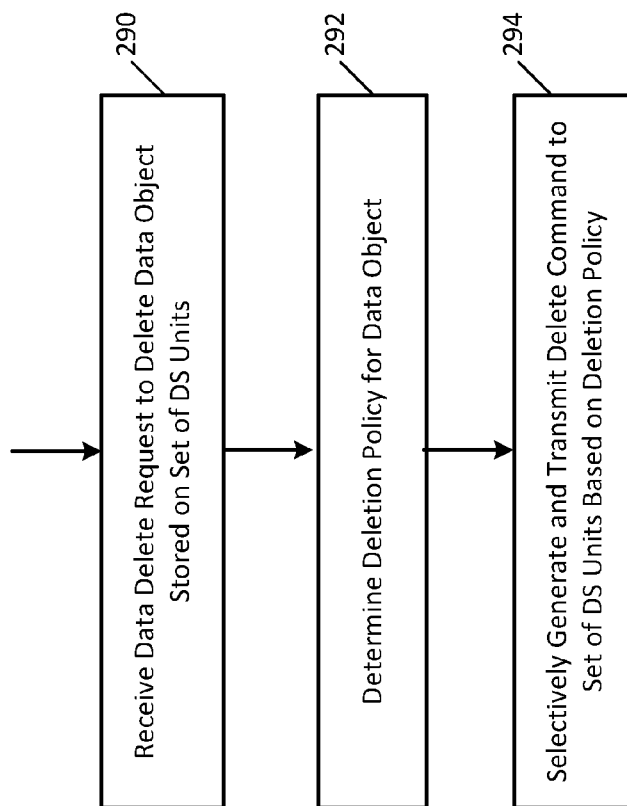 290
Receive Data Delete Request to Delete Data Object
Stored on Set of DS Units
292
Determine Deletion Policy for Data Object
294
Selectively Generate and Transmit Delete Command to
Set of DS Units Based on Deletion Policy